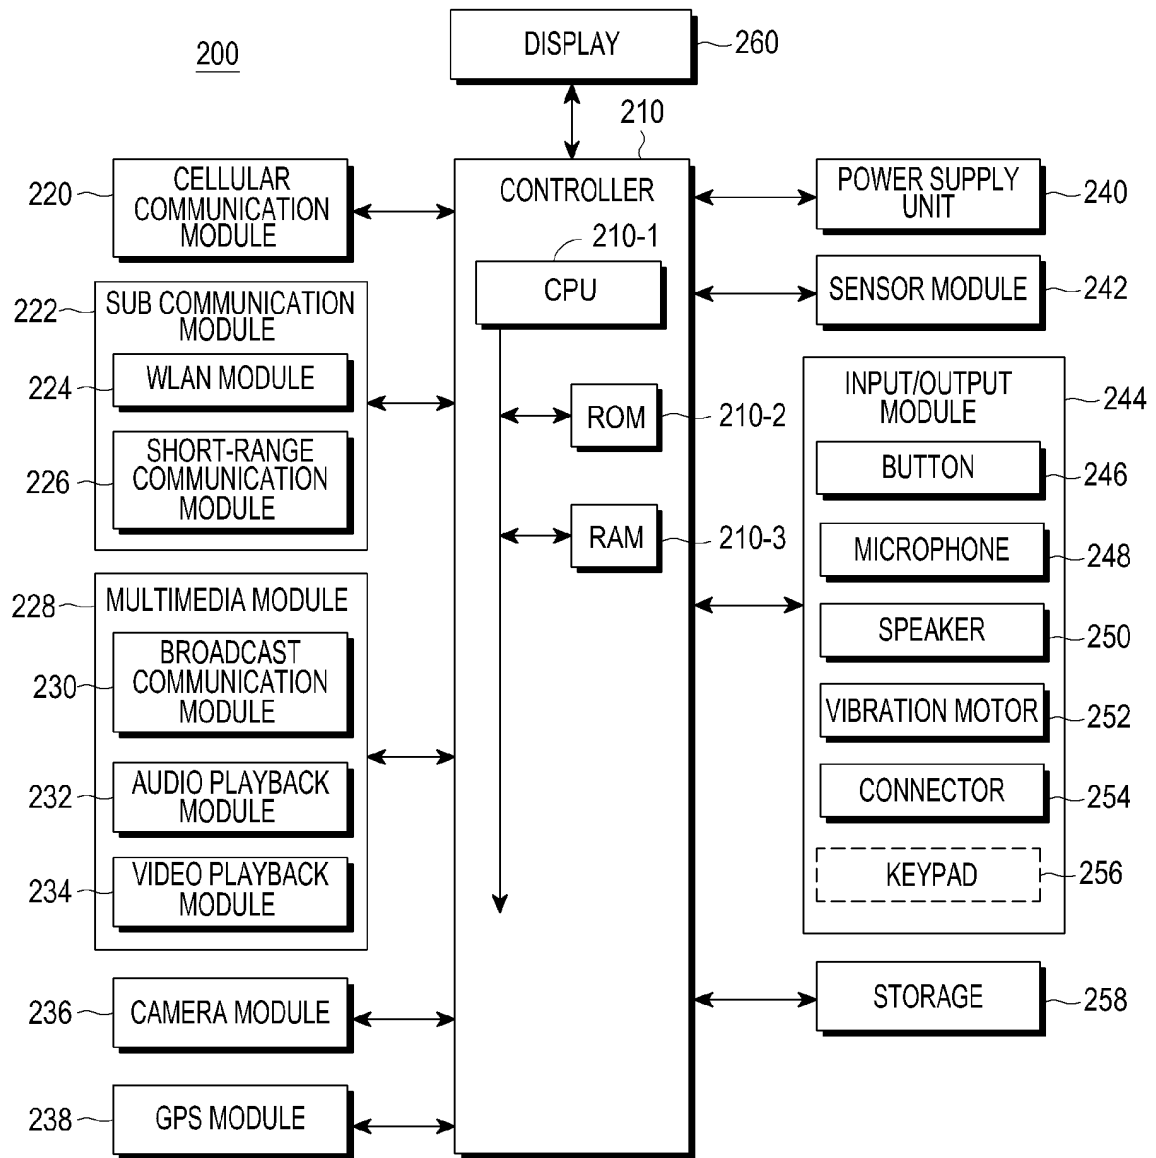 200
DISPLAY
260
210
CONTROLLER
210-1
CPU
ROM
210-2
RAM
210-3
220
CELLULAR
COMMUNICATION
MODULE
222
SUB COMMUNICATION
MODULE
224
WLAN MODULE
226
SHORT-RANGE
COMMUNICATION
MODULE
228
MULTIMEDIA MODULE
230
BROADCAST
COMMUNICATION
MODULE
232
AUDIO PLAYBACK
MODULE
234
VIDEO PLAYBACK
MODULE
236
CAMERA MODULE
238
GPS MODULE
POWER SUPPLY
UNIT
240
SENSOR MODULE
242
INPUT/OUTPUT
MODULE
244
BUTTON
246
MICROPHONE
248
SPEAKER
250
VIBRATION MOTOR
252
CONNECTOR
254
KEYPAD
256
STORAGE
258